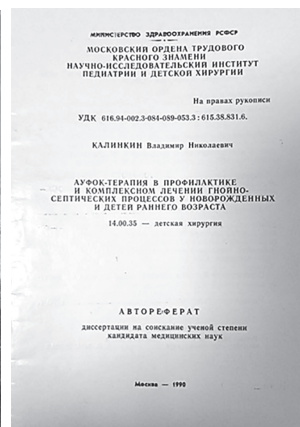 МИНИСТЕРСТВО ЗДРАВООХРАНЕНИЯ РСФСР
МОСКОВСКИЙ ОРДЕНА ТРУДОВОГО
КРАСНОГО ЗНАМЕНИ
НАУЧНО-ИССЛЕДОВАТЕЛЬСКИЙ ИНСТИТУТ
ПЕДИАТРИИ И ДЕТСКОЙ ХИРУРГИИ
На правах рукописи
УДК 616.94-002.3-084-089-053.3:615.38.831.6.
КАЛИНКИН Владимир Николаевич
АУФОК-ТЕРАПИЯ В ПРОФИЛАКТИКЕ
И КОМПЛЕКСНОМ ЛЕЧЕНИИ ГНОЙНО-
СЕПТИЧЕСКИХ ПРОЦЕССОВ У НОВОРОЖДЕННЫХ
И ДЕТЕЙ РАННЕГО ВОЗРАСТА
14.00.35 — детская хирургия
АВТОРЕФЕРАТ
диссертации на соискание ученой степени
кандидата медицинских наук
Москва — 1990